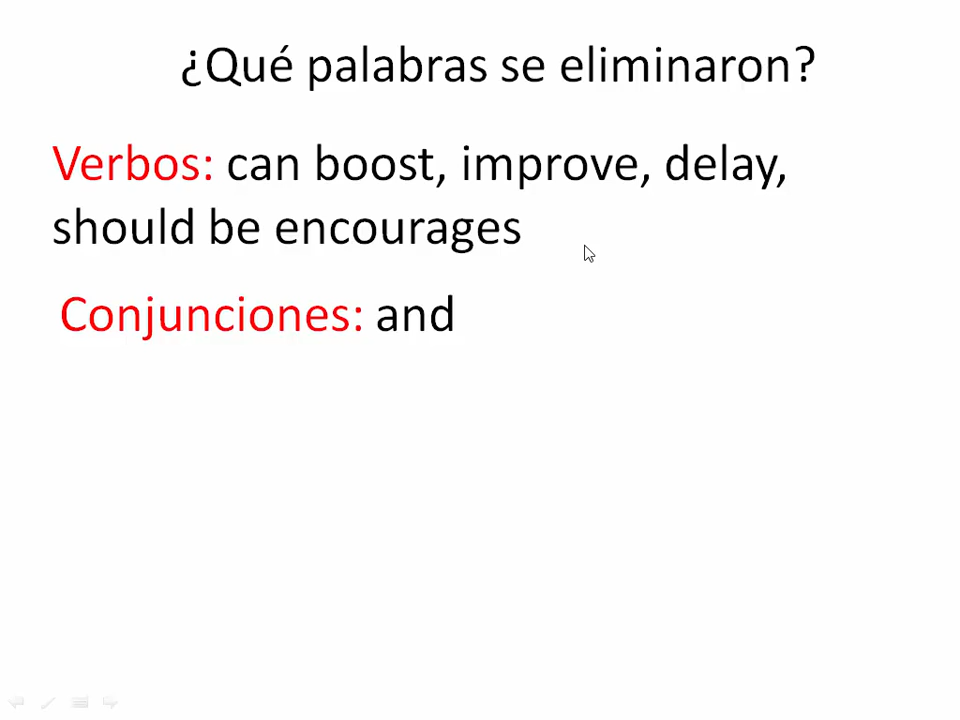 ¿Qué palabras se eliminaron?
Verbos: can boost, improve, delay,
should be encourages
Conjunciones: and